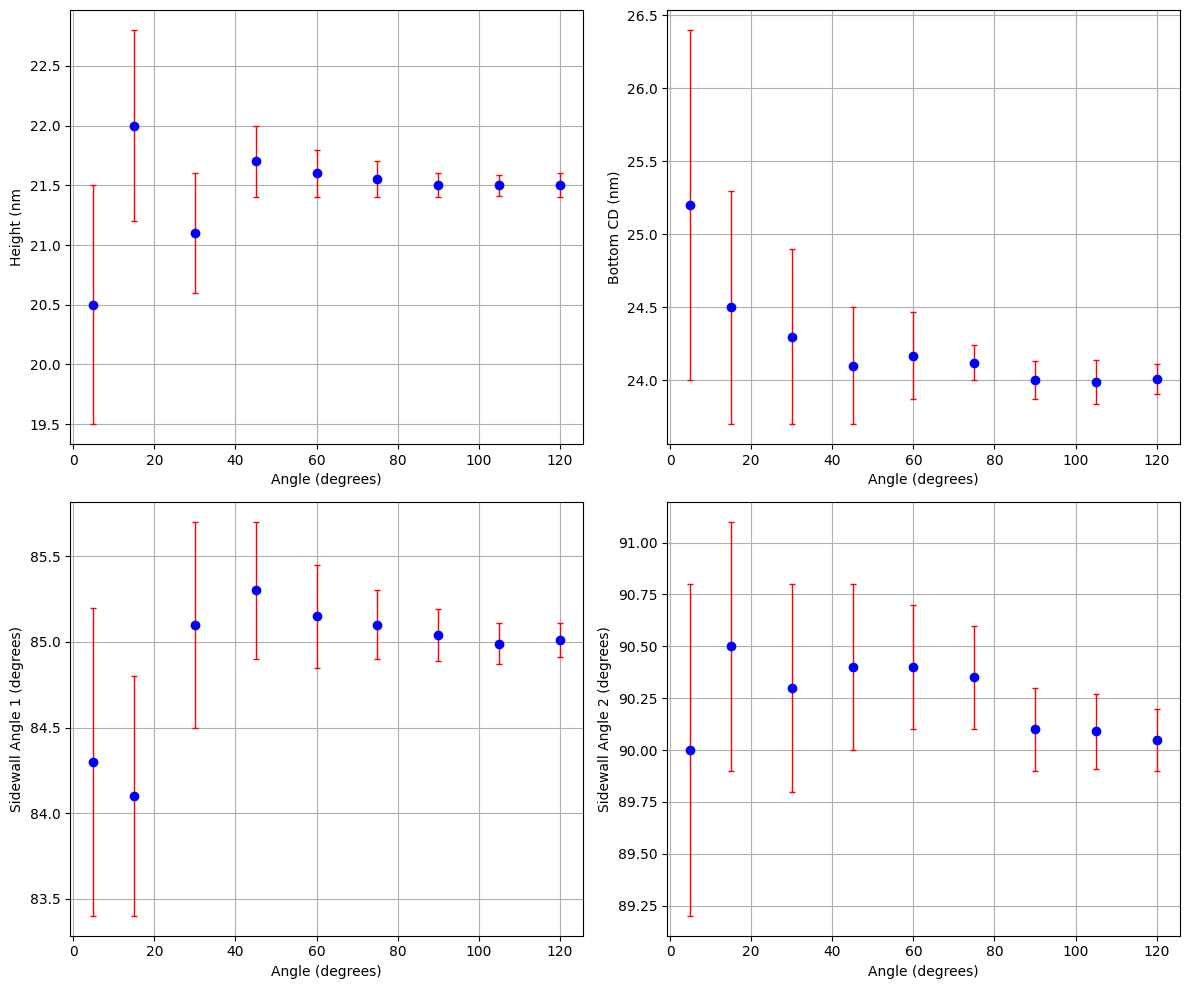 Height (nm
22.5
22.0
21.5
21.0
20.5
20.0
19.5
0 20 40 60 80 100 120
Angle (degrees)
Bottom CD (nm)
26.5
26.0
25.5
25.0
24.5
24.0
0 20 40 60 80 100 120
Angle (degrees)
Sidewall Angle 1 (degrees)
85.5
85.0
84.5
84.0
83.5
0 20 40 60 80 100 120
Angle (degrees)
Sidewall Angle 2 (degrees)
91.00
90.75
90.50
90.25
90.00
89.75
89.50
89.25
0 20 40 60 80 100 120
Angle (degrees)